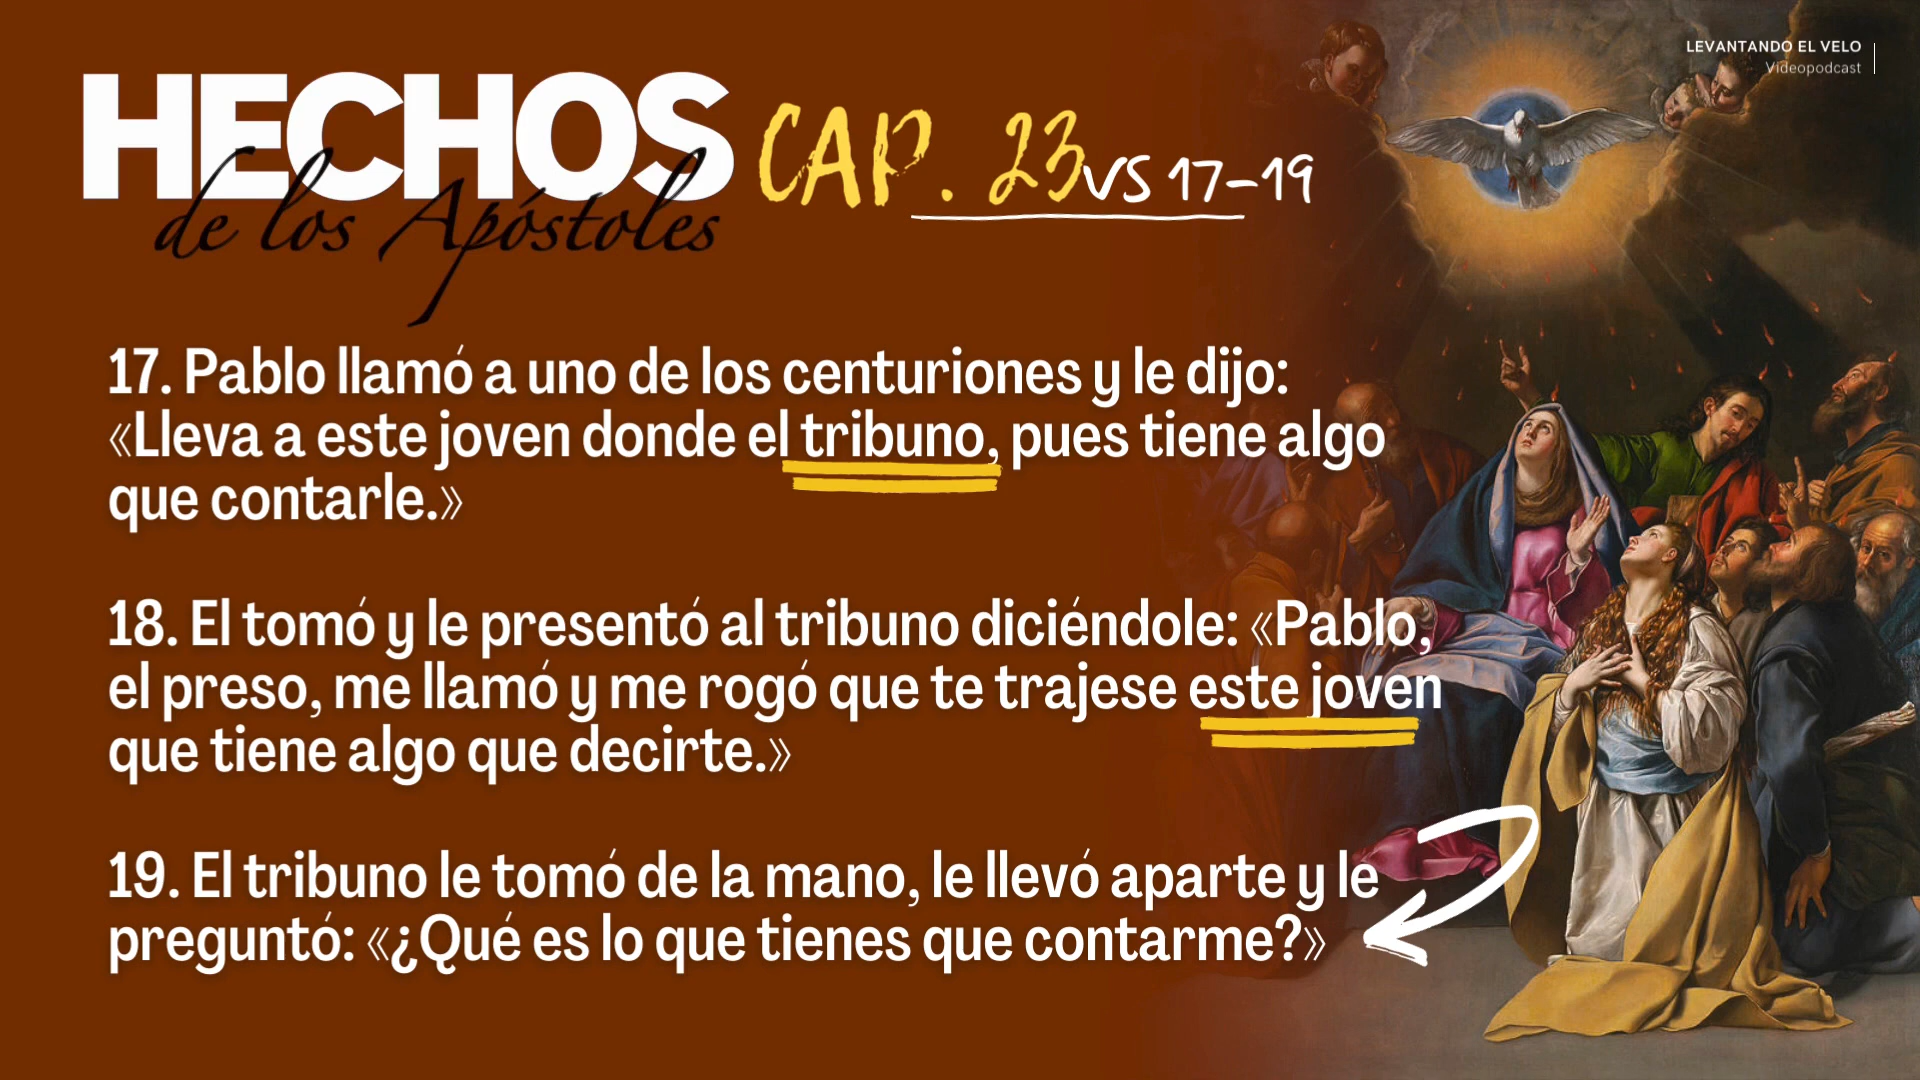 LEVANTANDO EL VELO
Videopodcast
HECHOS
de los Apóstoles
CAP. 23 VS 17-19
17. Pablo llamó a uno de los centuriones y le dijo:
«Lleva a este joven donde el tribuno, pues tiene algo
que contarle.»
18. El tomó y le presentó al tribuno diciéndole: «Pablo,
el preso, me llamó y me rogó que te trajese este joven
que tiene algo que decirte.»
19. El tribuno le tomó de la mano, le llevó aparte y le
preguntó: «¿Qué es lo que tienes que contarme?»